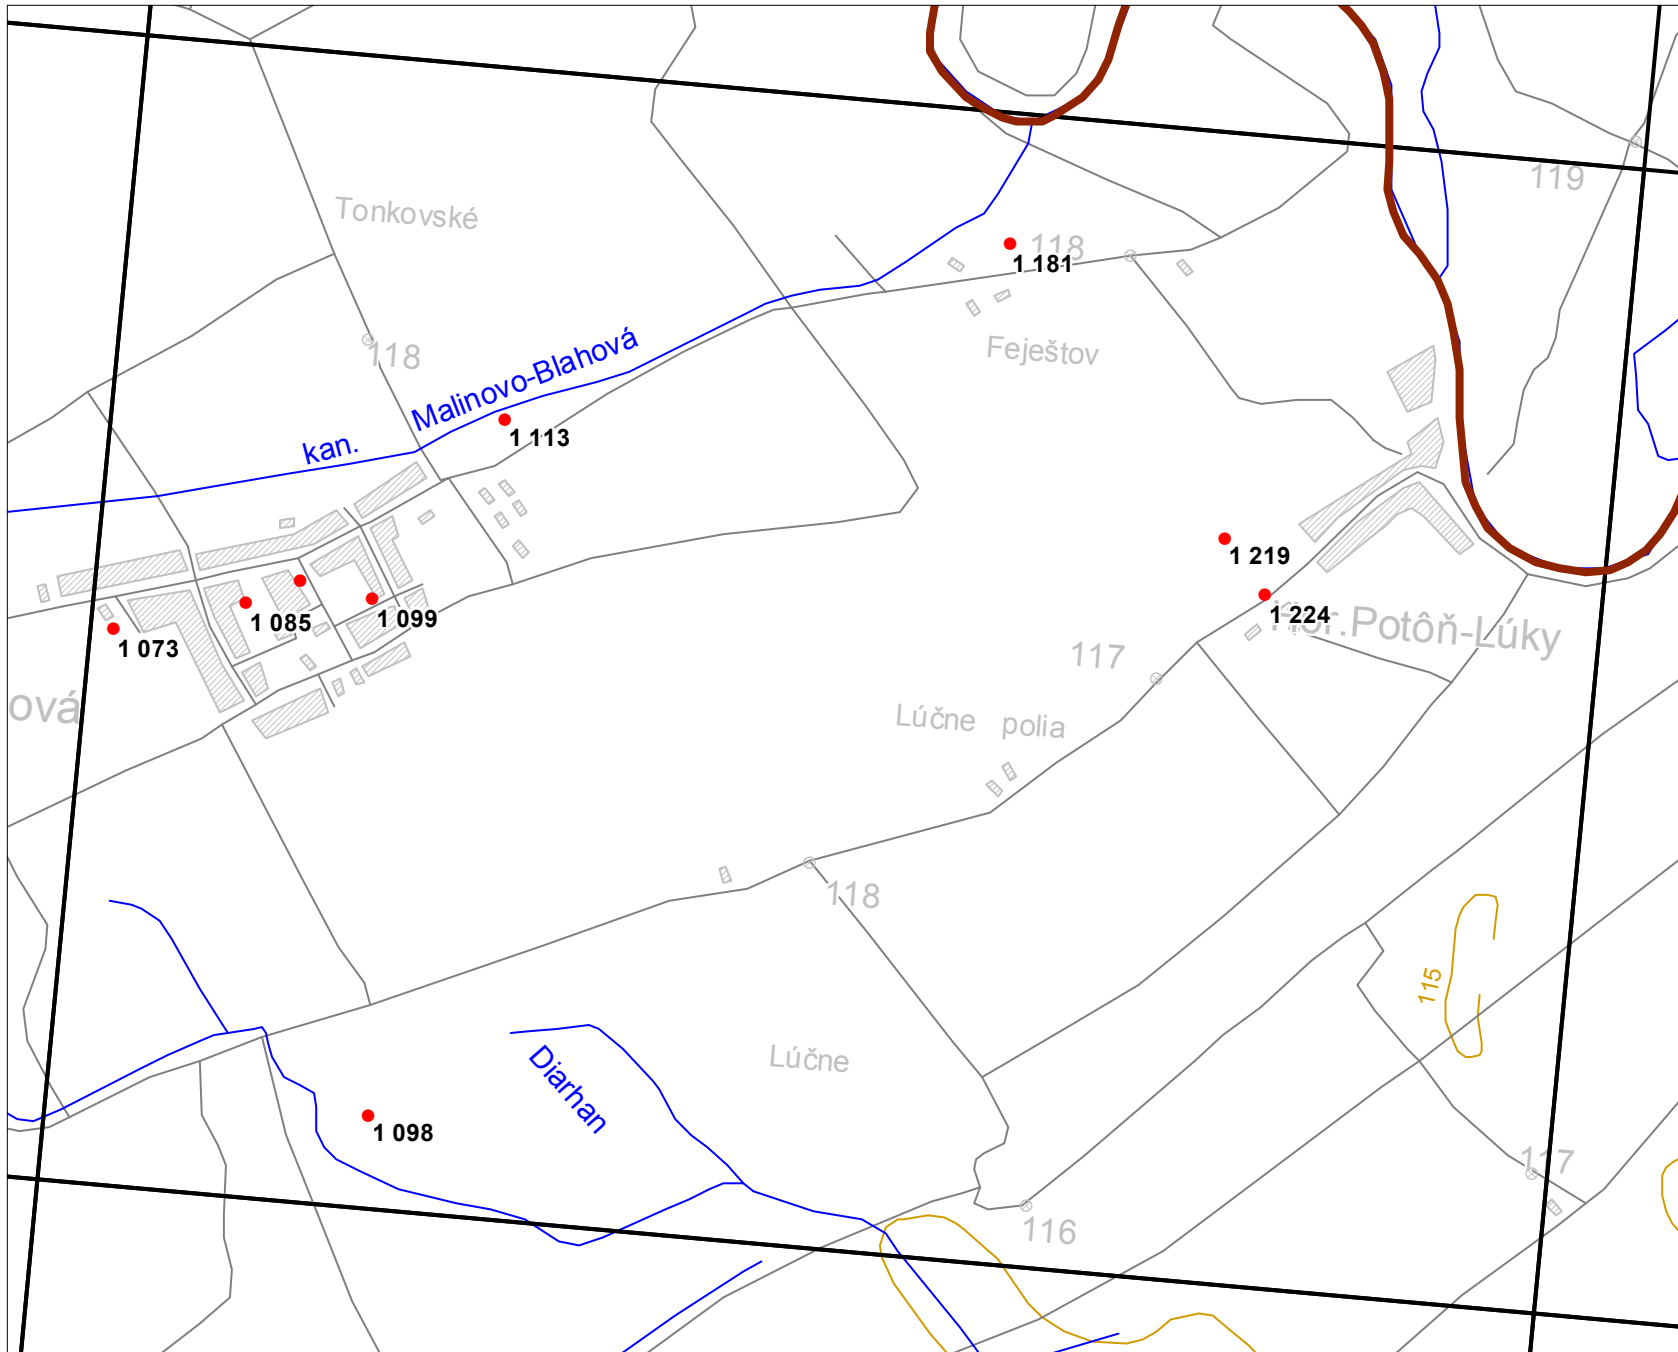 119
Tonkovské
118
1 181
Feještov
118
kan. Malinovo-Blahová
1 113
1 219
1 085
1 099
1 224
Hor.Potôň-Lúky
1 073
117
ová
Lúčne polia
118
115
Lúčne
Diarhan
1 098
117
116